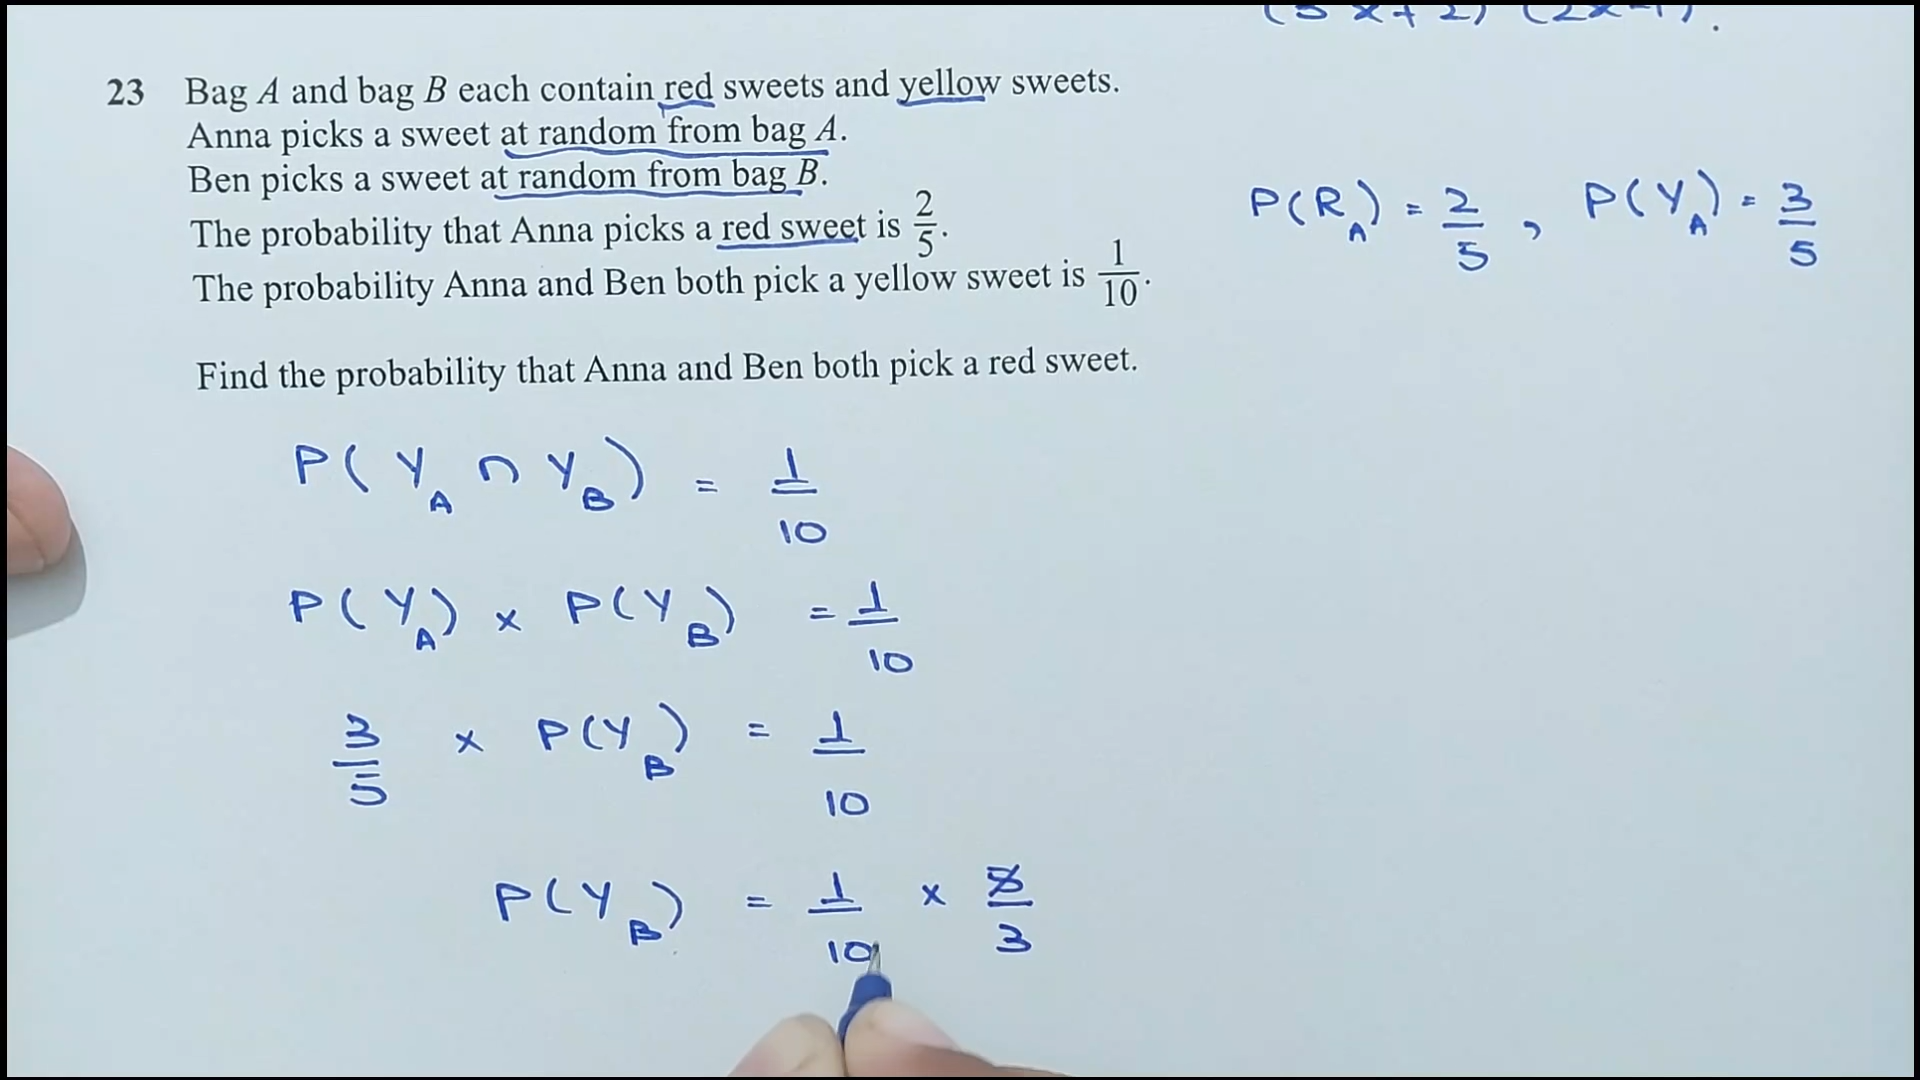 (5x+2) (2x-1).
23 Bag A and bag B each contain red sweets and yellow sweets.
Anna picks a sweet at random from bag A.
Ben picks a sweet at random from bag B.
The probability that Anna picks a red sweet is 2/5.
The probability Anna and Ben both pick a yellow sweet is 1/10.
P(R_A) = 2/5 , P(Y_A) = 3/5
Find the probability that Anna and Ben both pick a red sweet.
P(Y_A ∩ Y_B) = 1/10
P(Y_A) × P(Y_B) = 1/10
3/5 × P(Y_B) = 1/10
P(Y_B) = 1/10 × 5/3